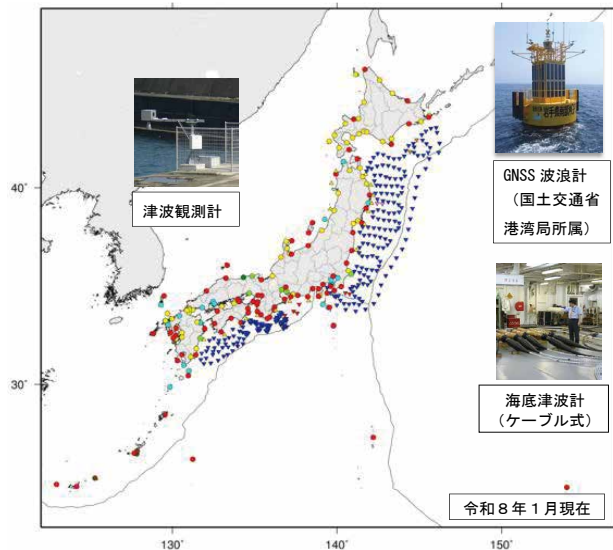 津波観測計
GNSS 波浪計
（国土交通省
港湾局所属）
海底津波計
（ケーブル式）
令和８年１月現在
40˚
30˚
130˚
140˚
150˚